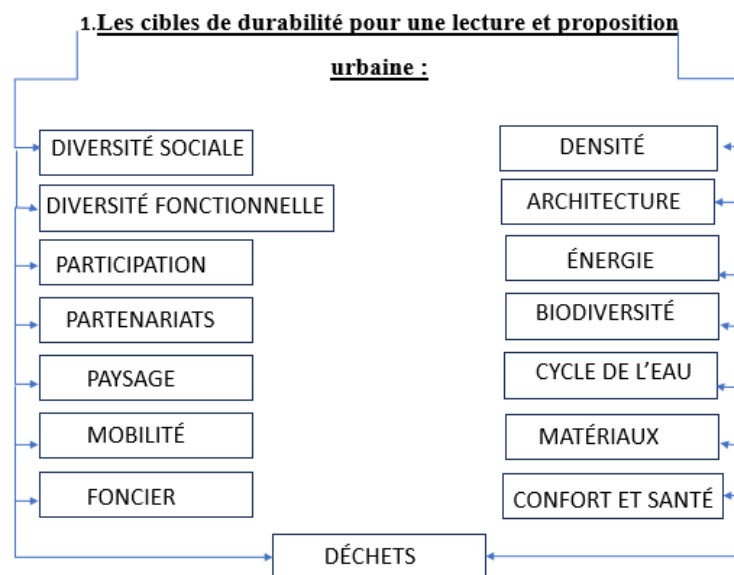 1.Les cibles de durabilité pour une lecture et proposition
urbaine :
DIVERSITÉ SOCIALE
DIVERSITÉ FONCTIONNELLE
PARTICIPATION
PARTENARIATS
PAYSAGE
MOBILITÉ
FONCIER
DENSITÉ
ARCHITECTURE
ÉNERGIE
BIODIVERSITÉ
CYCLE DE L'EAU
MATÉRIAUX
CONFORT ET SANTÉ
DÉCHETS